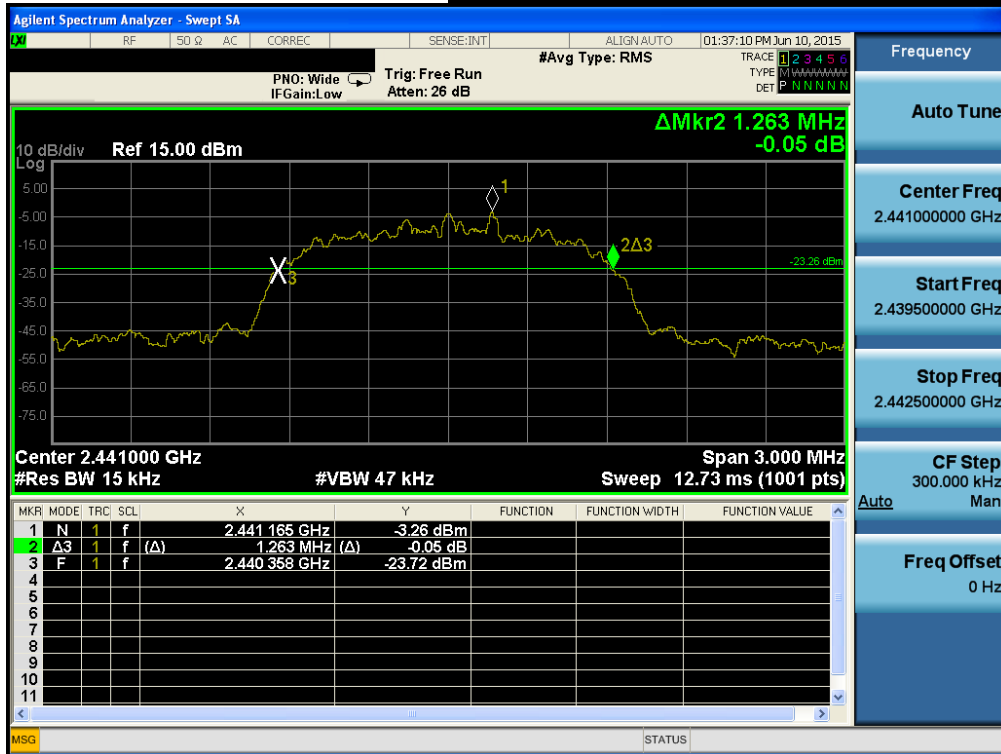 Agilent Spectrum Analyzer - Swept SA
LXI RF 50 Ω AC CORREC SENSE:INT ALIGN AUTO 01:37:10 PM Jun 10, 2015
Frequency
#Avg Type: RMS
TRACE 1 2 3 4 5 6
PNO: Wide Trig: Free Run
TYPE M WWWWW
IFGain:Low Atten: 26 dB
DET P N N N N N
Auto Tune
ΔMkr2 1.263 MHz
-0.05 dB
10 dB/div Ref 15.00 dBm
Log
5.00
-5.00
-15.0
-25.0
-35.0
-45.0
-55.0
-65.0
-75.0
1
2Δ3
3
-23.26 dBm
Center Freq
2.441000000 GHz
Start Freq
2.439500000 GHz
Stop Freq
2.442500000 GHz
Center 2.441000 GHz Span 3.000 MHz
#Res BW 15 kHz #VBW 47 kHz Sweep 12.73 ms (1001 pts)
CF Step
300.000 kHz
Auto Man
MKR MODE TRC SCL X Y FUNCTION FUNCTION WIDTH FUNCTION VALUE
1 N 1 f 2.441 165 GHz -3.26 dBm
2 Δ3 1 f (Δ) 1.263 MHz (Δ) -0.05 dB
3 F 1 f 2.440 358 GHz -23.72 dBm
4
5
6
7
8
9
10
11
Freq Offset
0 Hz
MSG STATUS